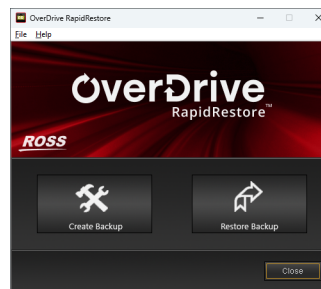 OverDrive RapidRestore
File Help
OverDrive
RapidRestore™
ROSS
Create Backup
Restore Backup
Close